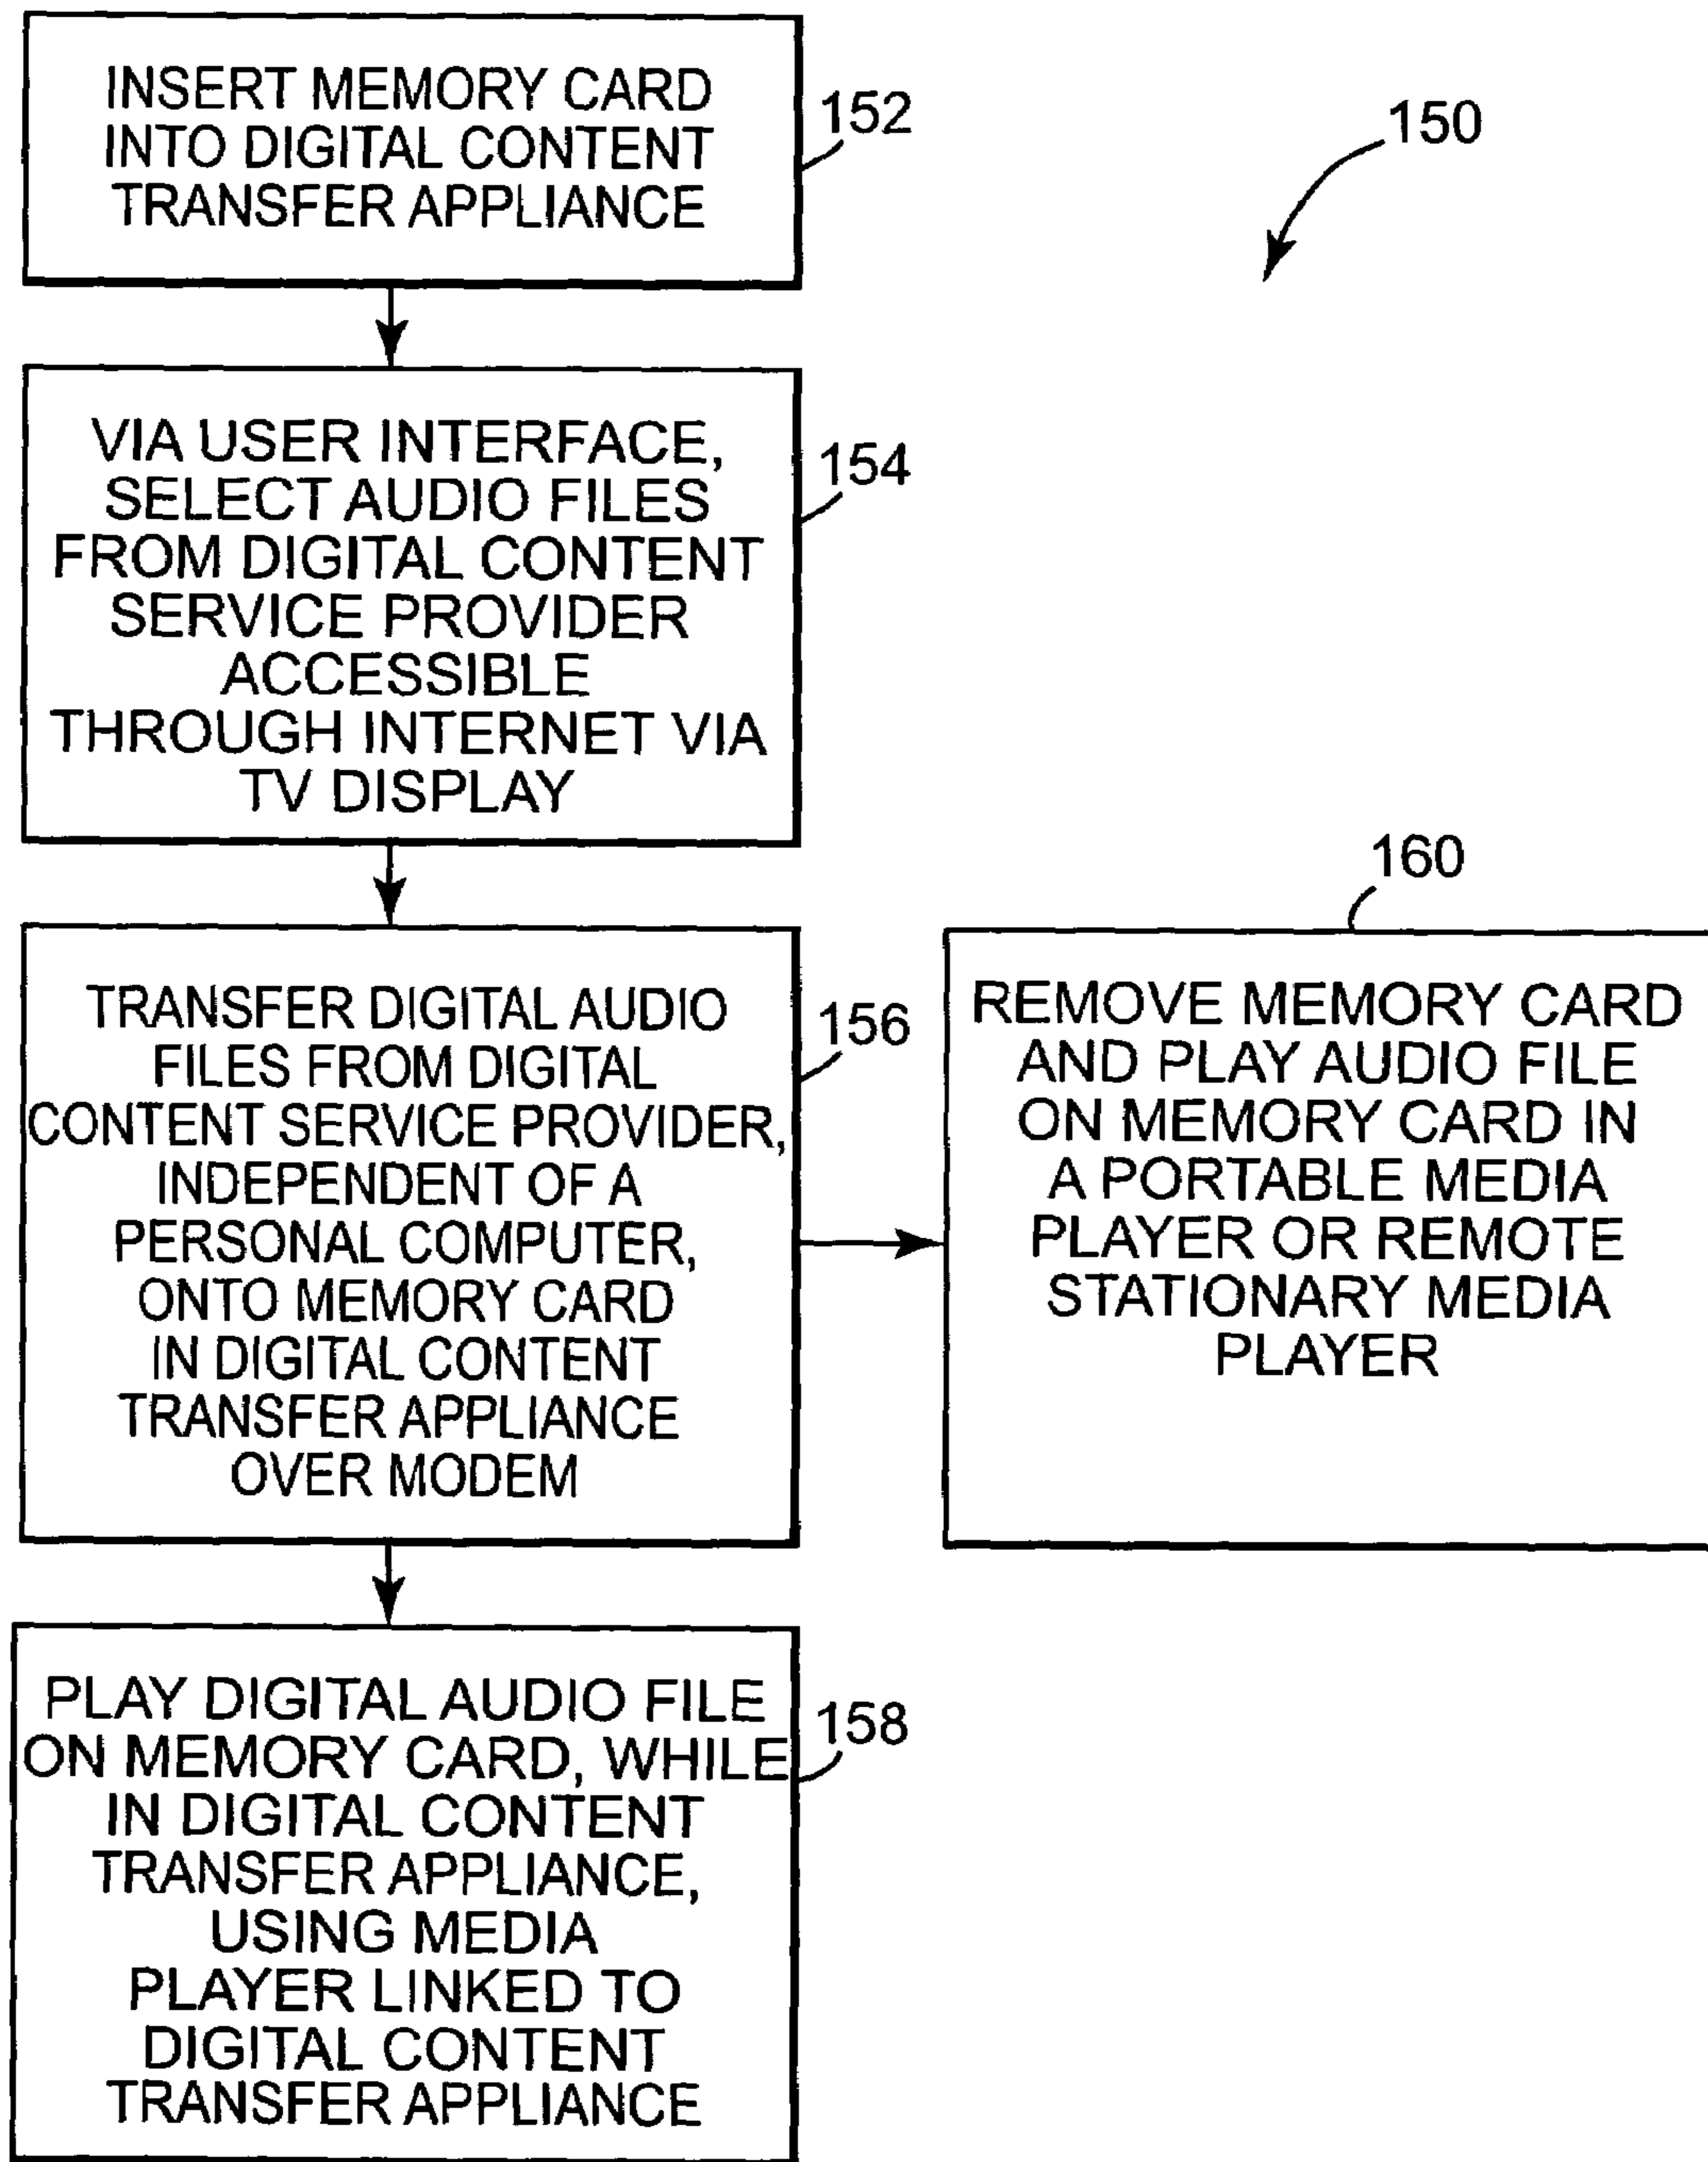 INSERT MEMORY CARD
INTO DIGITAL CONTENT
TRANSFER APPLIANCE
152
150
VIA USER INTERFACE,
SELECT AUDIO FILES
FROM DIGITAL CONTENT
SERVICE PROVIDER
ACCESSIBLE
THROUGH INTERNET VIA
TV DISPLAY
154
TRANSFER DIGITAL AUDIO
FILES FROM DIGITAL
CONTENT SERVICE PROVIDER,
INDEPENDENT OF A
PERSONAL COMPUTER,
ONTO MEMORY CARD
IN DIGITAL CONTENT
TRANSFER APPLIANCE
OVER MODEM
156
160
REMOVE MEMORY CARD
AND PLAY AUDIO FILE
ON MEMORY CARD IN
A PORTABLE MEDIA
PLAYER OR REMOTE
STATIONARY MEDIA
PLAYER
PLAY DIGITAL AUDIO FILE
ON MEMORY CARD, WHILE
IN DIGITAL CONTENT
TRANSFER APPLIANCE,
USING MEDIA
PLAYER LINKED TO
DIGITAL CONTENT
TRANSFER APPLIANCE
158